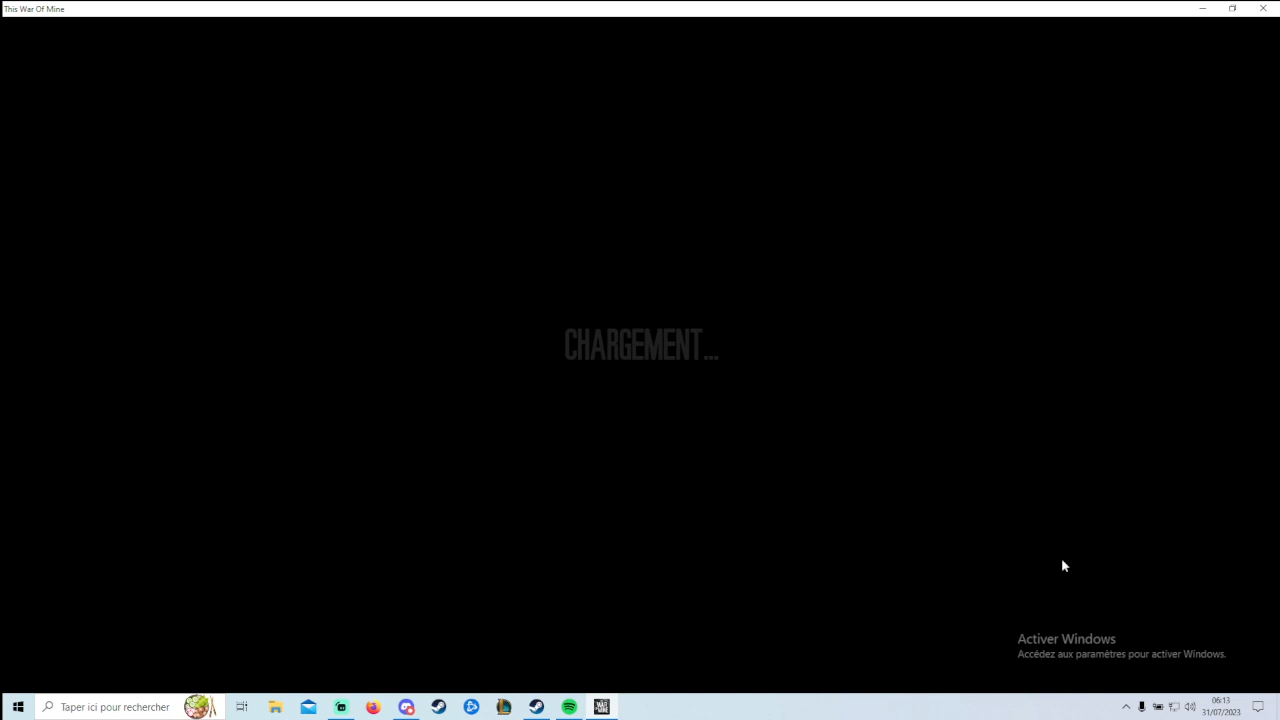 This War Of Mine
CHARGEMENT...
Activer Windows
Accédez aux paramètres pour activer Windows.
Taper ici pour rechercher
06:13
31/07/2023